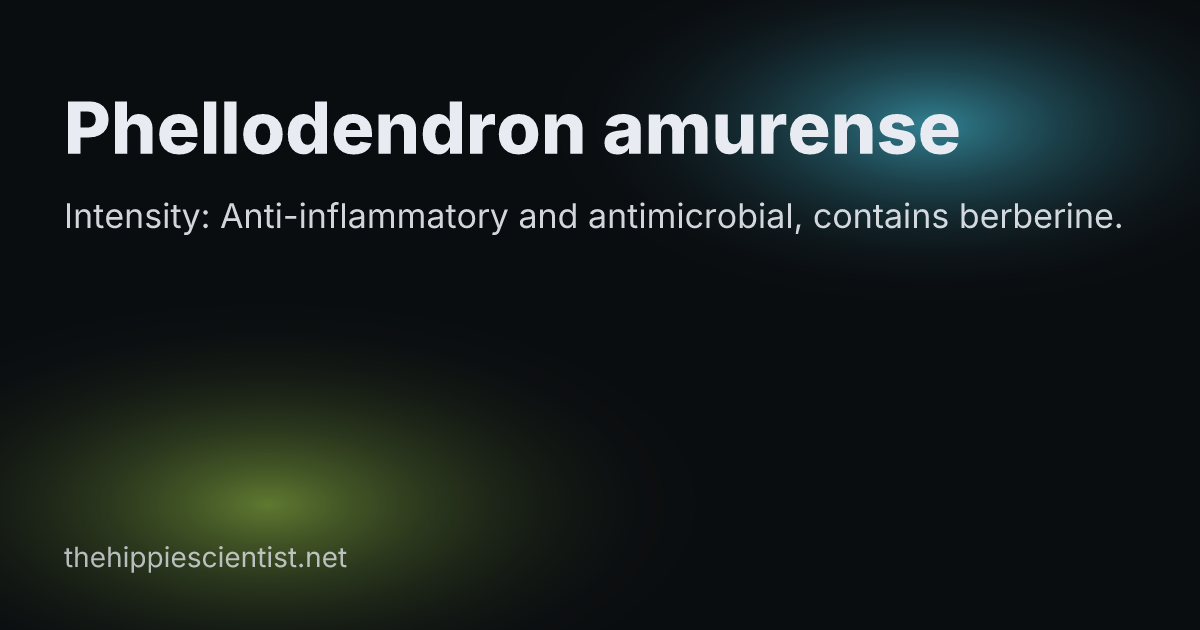 Phellodendron amurense
Intensity: Anti-inflammatory and antimicrobial, contains berberine.
thehippiescientist.net